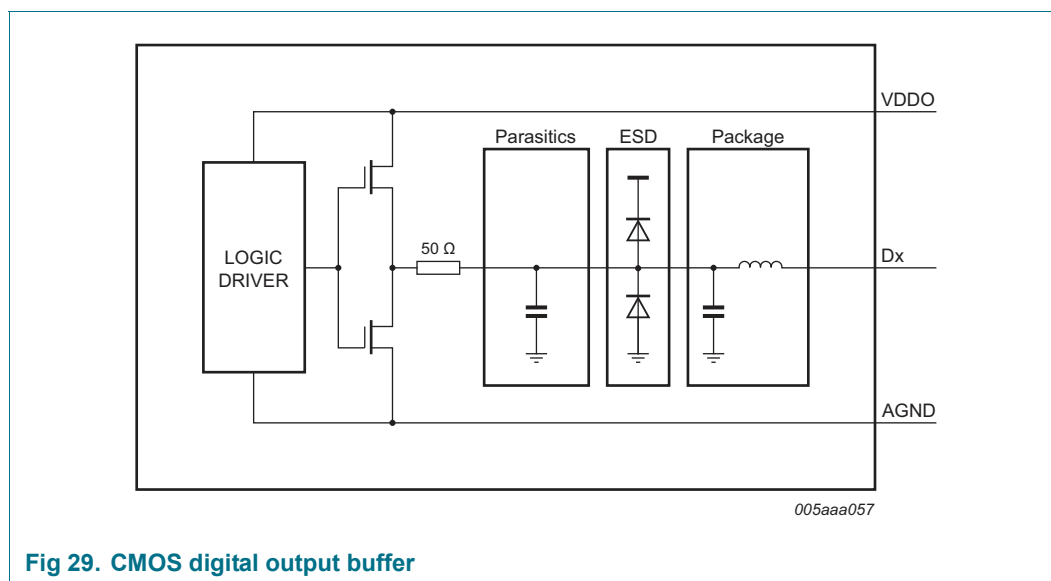 VDDO
Parasitics
ESD
Package
50 Ω
LOGIC
DRIVER
Dx
AGND
005aaa057
Fig 29. CMOS digital output buffer